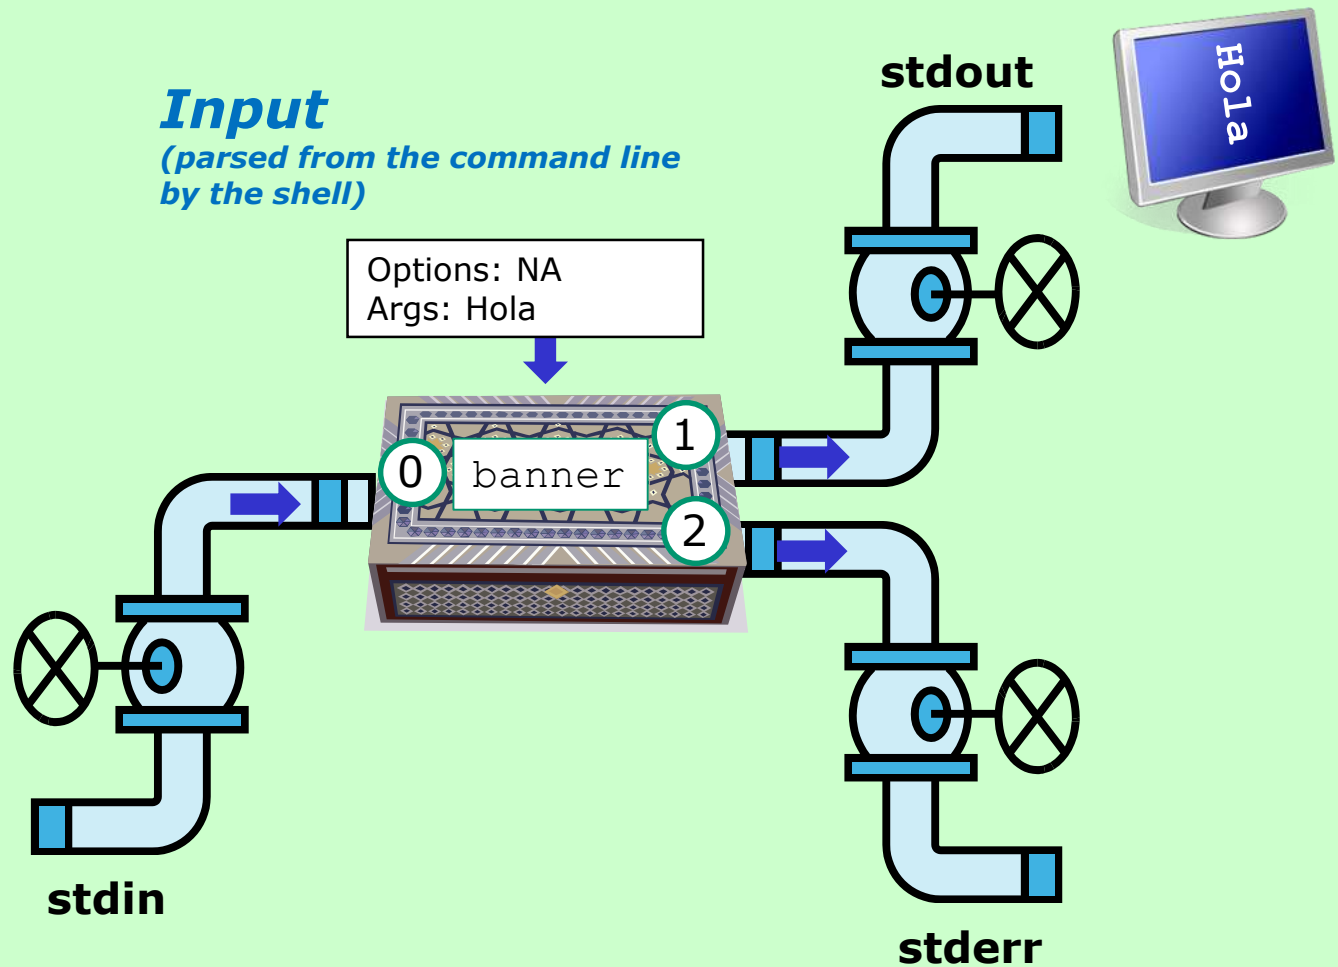 stdout
Hola
Input
(parsed from the command line
by the shell)
Options: NA
Args: Hola
1
0
banner
2
stdin
stderr